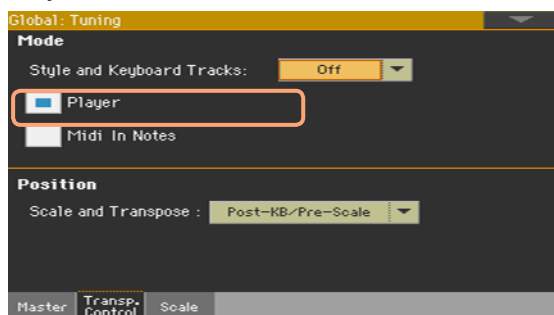 Global: Tuning
Mode
Style and Keyboard Tracks: Off
Player
Midi In Notes
Position
Scale and Transpose : Post-KB/Pre-Scale
Master Transp. Control Scale